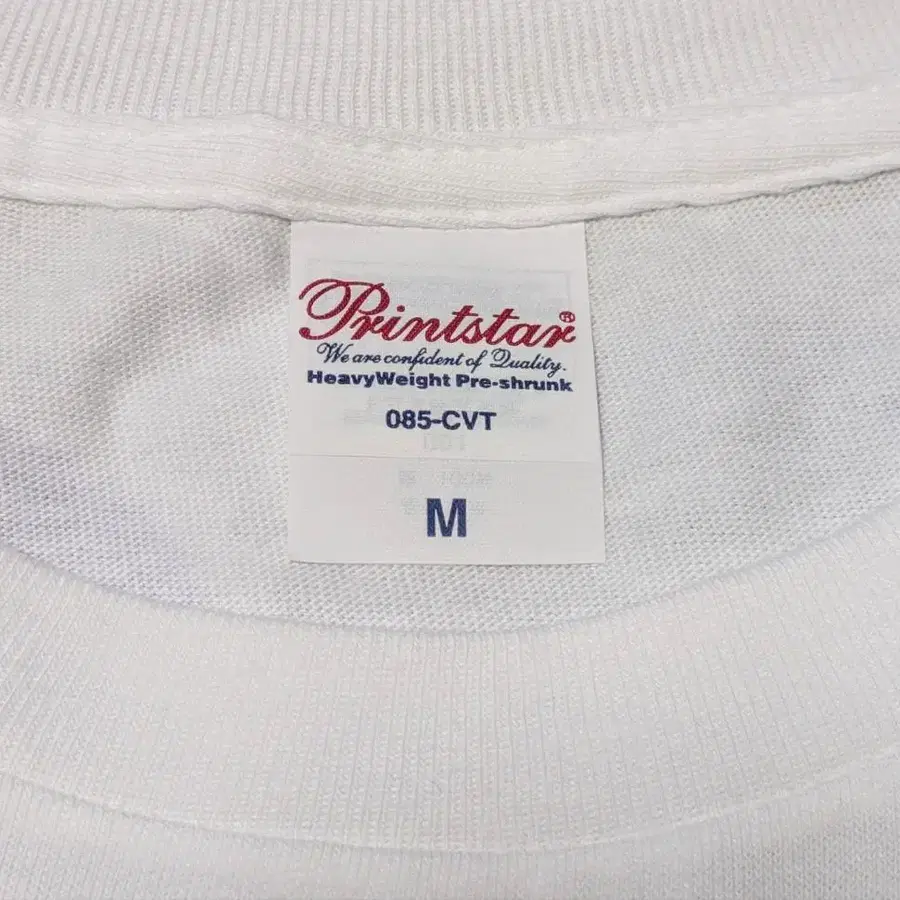 Printstar®
We are confident of Quality.
HeavyWeight Pre-shrunk
085-CVT
M